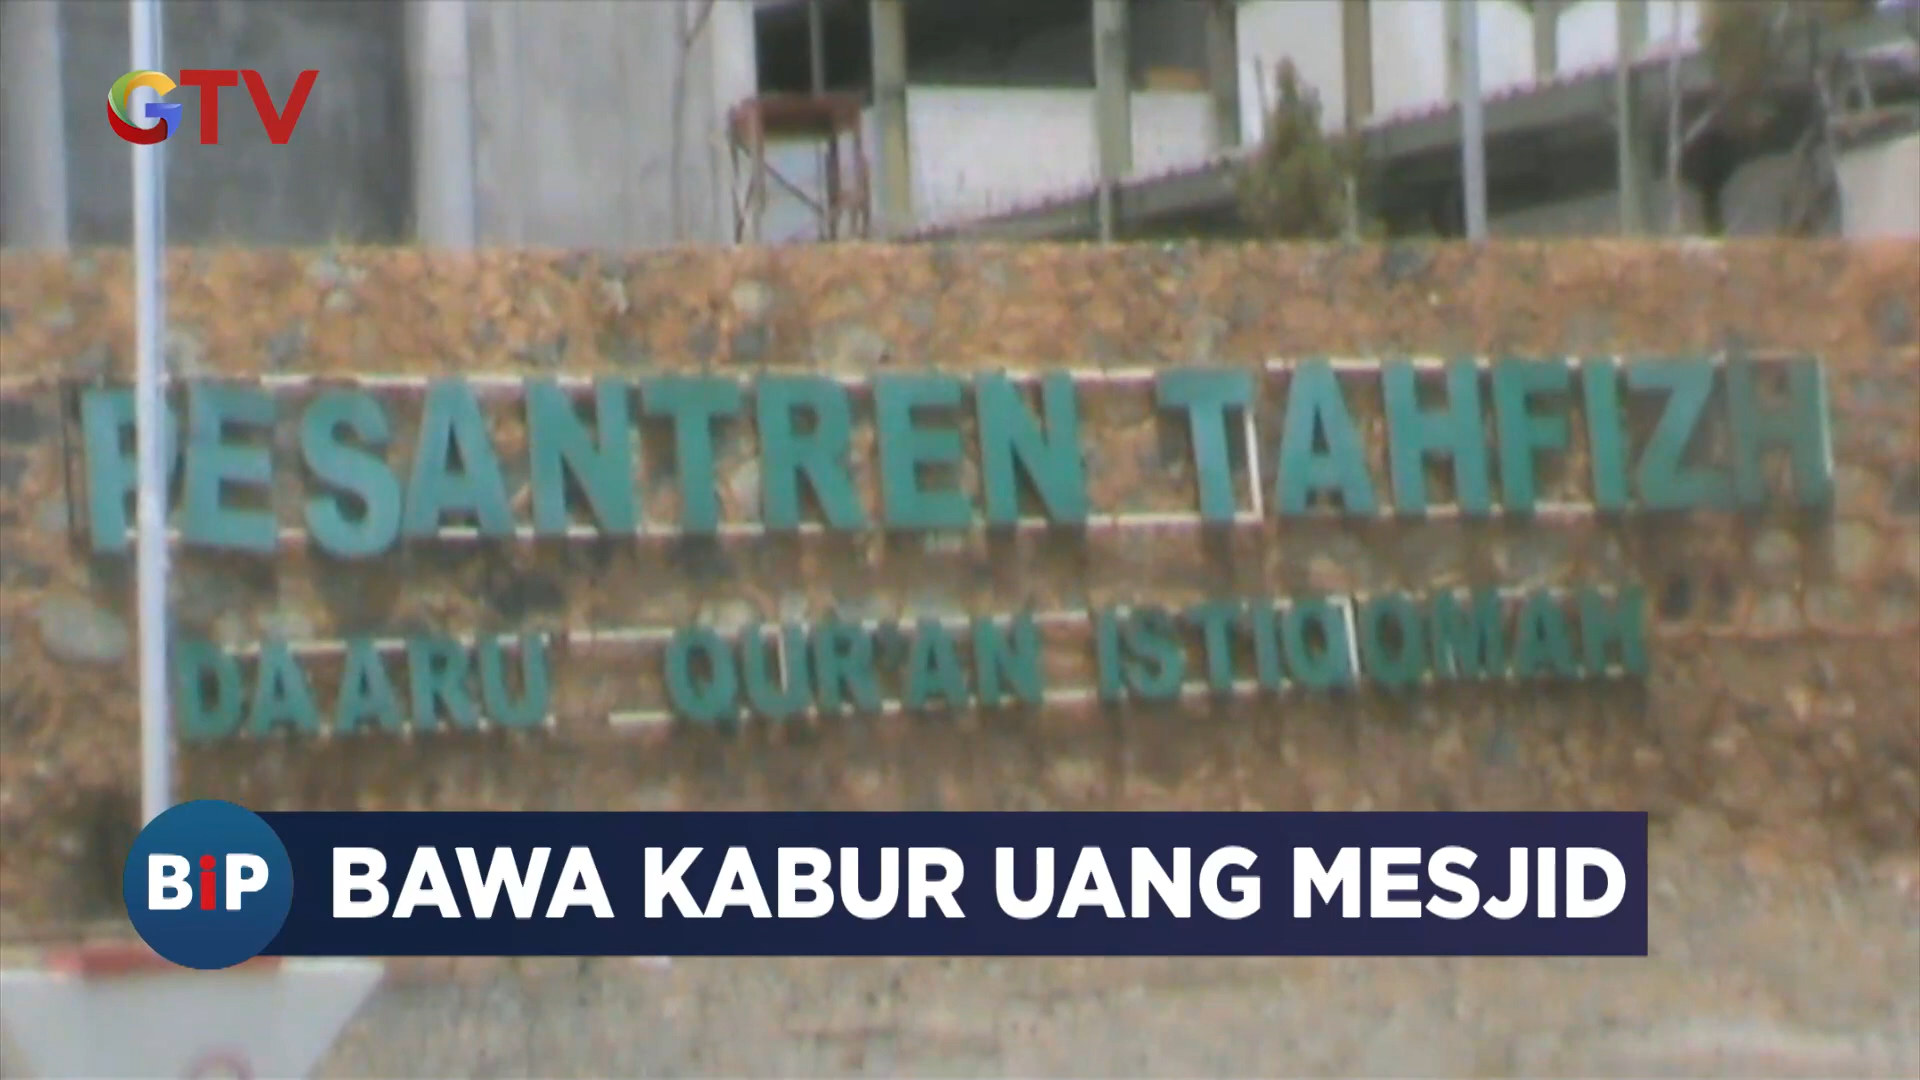 GTV
PESANTREN TAHFIZH
DAARU QUR'AN ISTIQOMAH
BiP BAWA KABUR UANG MESJID